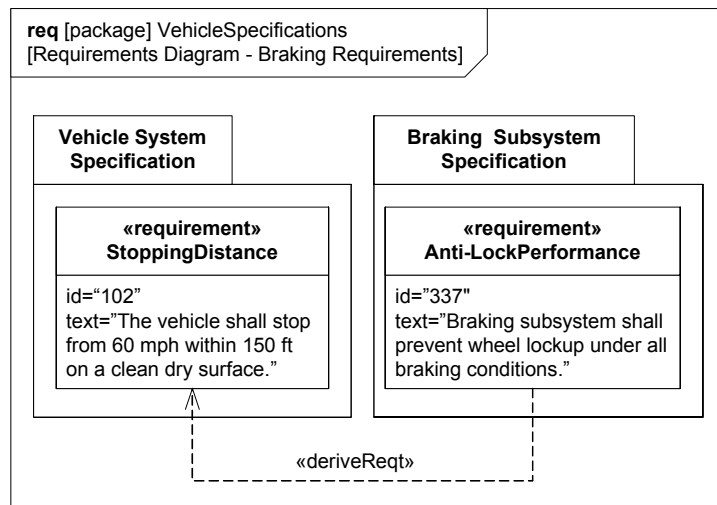 req [package] VehicleSpecifications
[Requirements Diagram - Braking Requirements]
Vehicle System
Specification
Braking  Subsystem
Specification
«requirement»
StoppingDistance
id=“102”
text=”The vehicle shall stop
from 60 mph within 150 ft
on a clean dry surface.”
«requirement»
Anti-LockPerformance
id=”337"
text=”Braking subsystem shall
prevent wheel lockup under all
braking conditions.”
«deriveReqt»